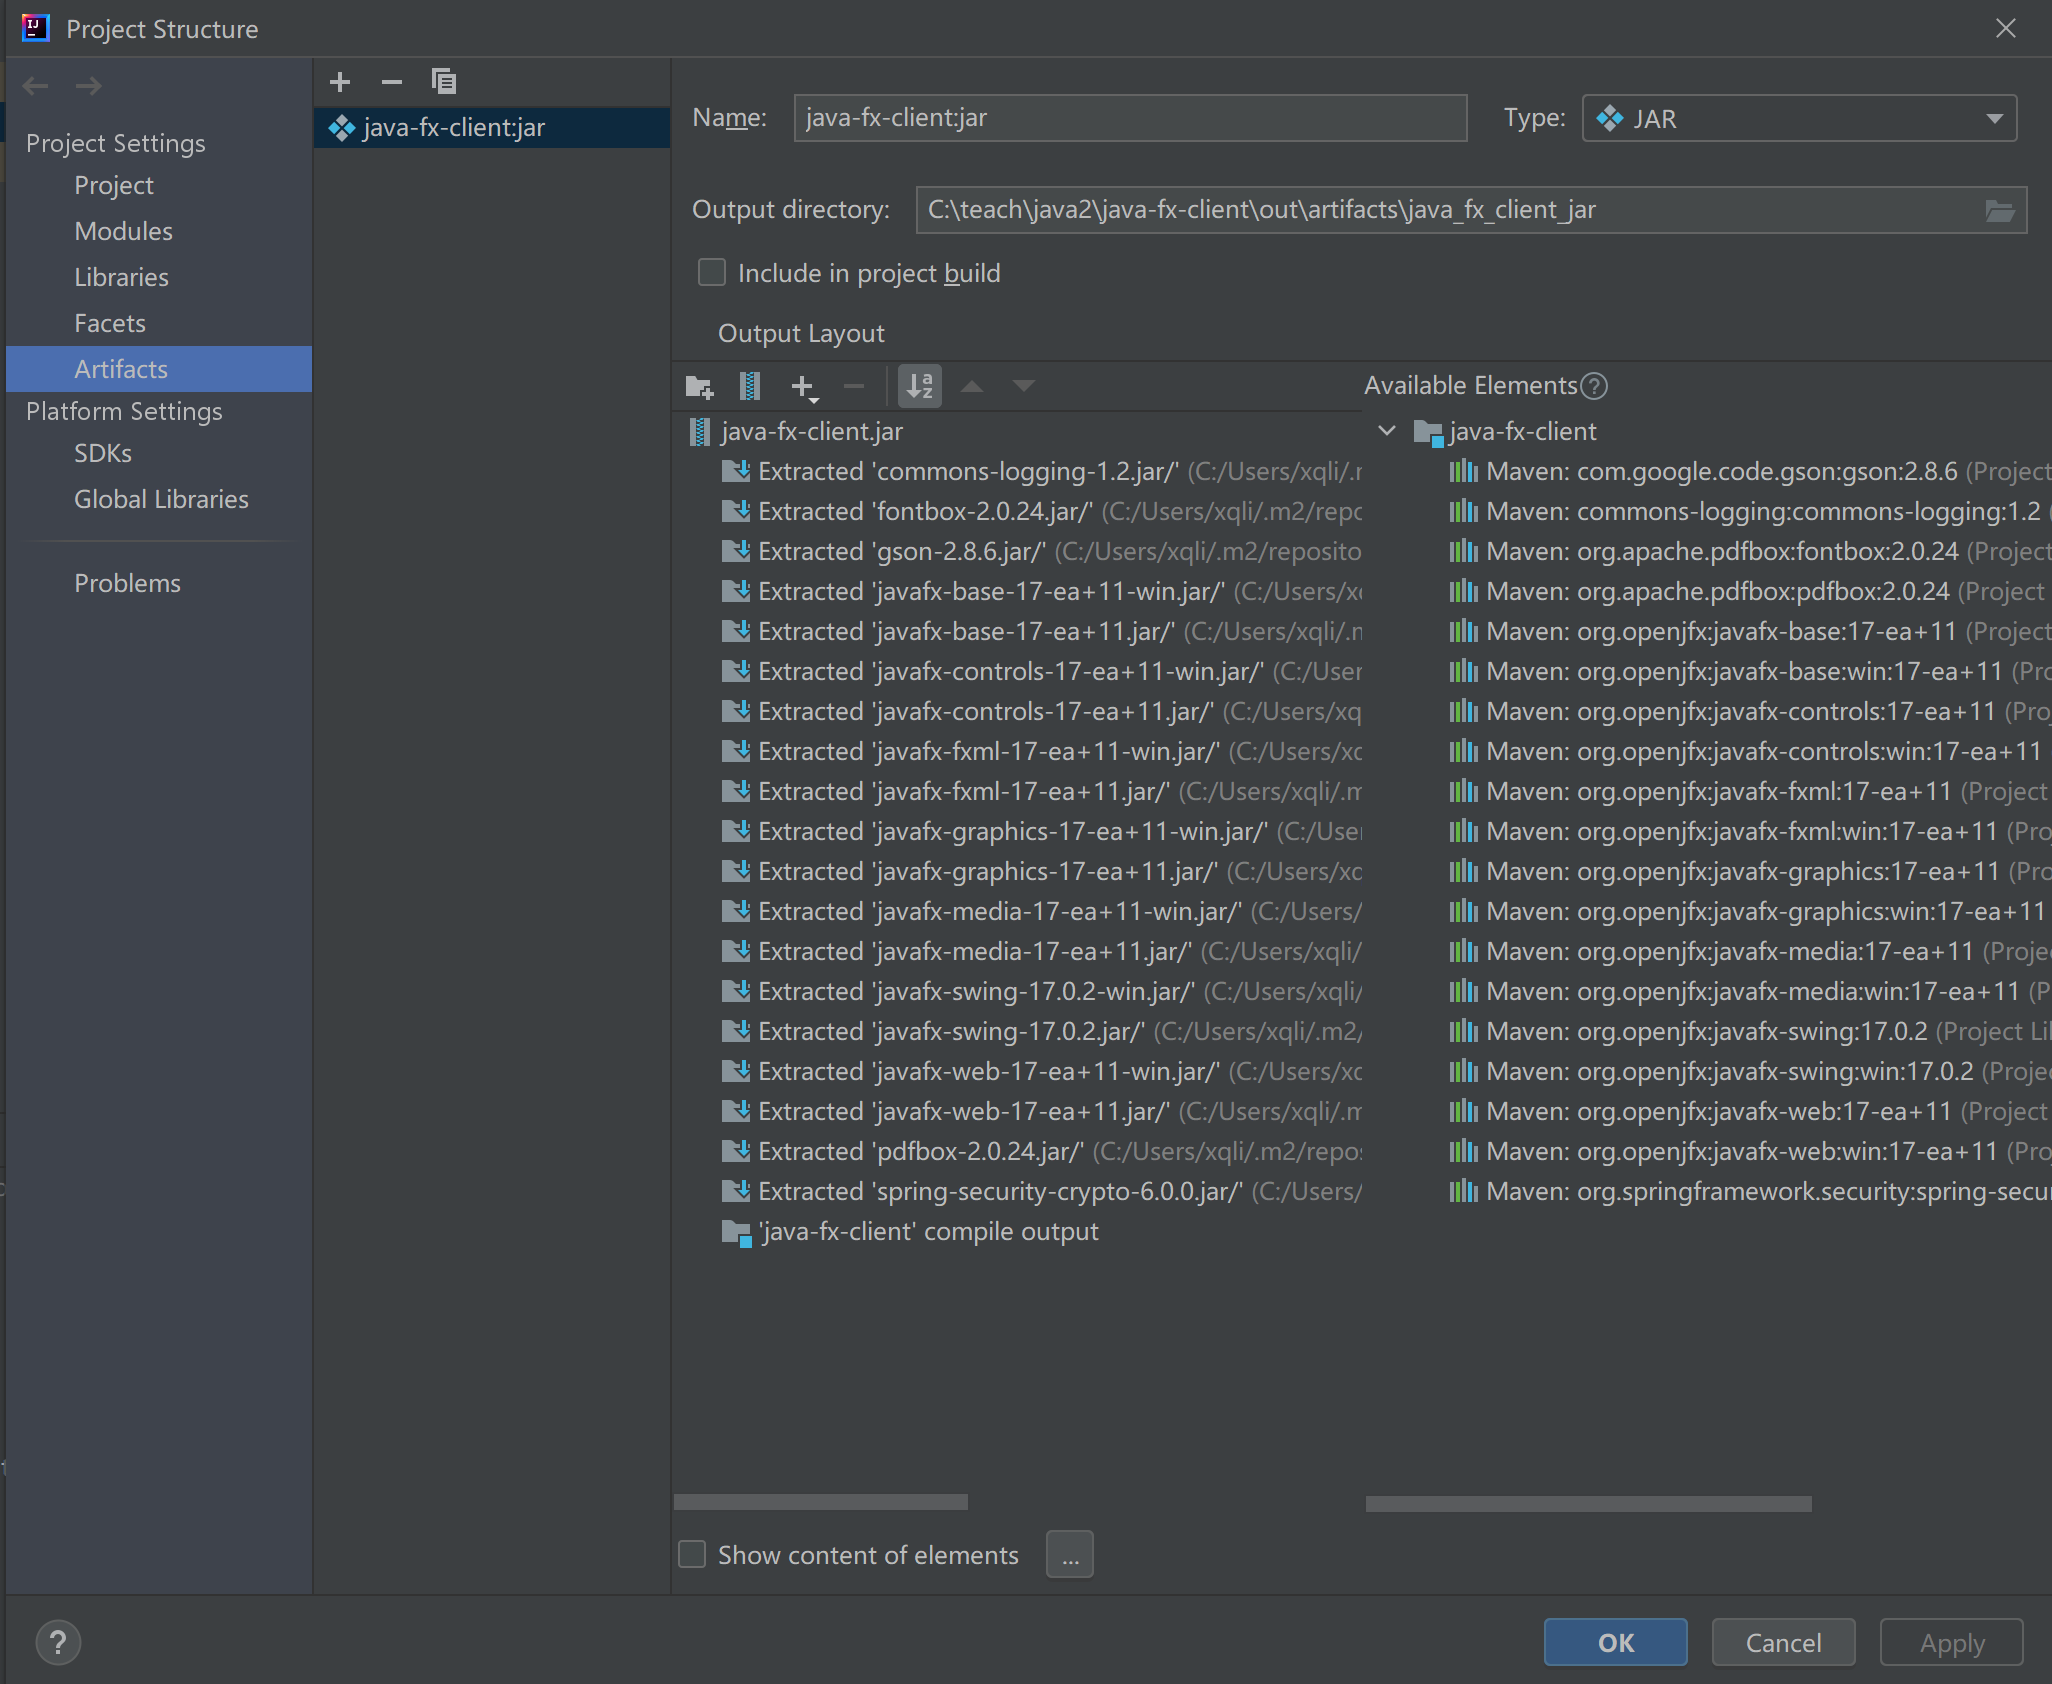 Project Structure
Project Settings
Project
Modules
Libraries
Facets
Artifacts
Platform Settings
SDKs
Global Libraries
Problems
java-fx-client:jar
Name: java-fx-client:jar Type: JAR
Output directory: C:\teach\java2\java-fx-client\out\artifacts\java_fx_client_jar
Include in project build
Output Layout
java-fx-client.jar
Extracted 'commons-logging-1.2.jar/' (C:/Users/xqli/.
Extracted 'fontbox-2.0.24.jar/' (C:/Users/xqli/.m2/repo
Extracted 'gson-2.8.6.jar/' (C:/Users/xqli/.m2/reposito
Extracted 'javafx-base-17-ea+11-win.jar/' (C:/Users/x
Extracted 'javafx-base-17-ea+11.jar/' (C:/Users/xqli/.
Extracted 'javafx-controls-17-ea+11-win.jar/' (C:/User
Extracted 'javafx-controls-17-ea+11.jar/' (C:/Users/xq
Extracted 'javafx-fxml-17-ea+11-win.jar/' (C:/Users/x
Extracted 'javafx-fxml-17-ea+11.jar/' (C:/Users/xqli/.m
Extracted 'javafx-graphics-17-ea+11-win.jar/' (C:/Use
Extracted 'javafx-graphics-17-ea+11.jar/' (C:/Users/x
Extracted 'javafx-media-17-ea+11-win.jar/' (C:/Users/
Extracted 'javafx-media-17-ea+11.jar/' (C:/Users/xqli/
Extracted 'javafx-swing-17.0.2-win.jar/' (C:/Users/xqli/
Extracted 'javafx-swing-17.0.2.jar/' (C:/Users/xqli/.m2/
Extracted 'javafx-web-17-ea+11-win.jar/' (C:/Users/x
Extracted 'javafx-web-17-ea+11.jar/' (C:/Users/xqli/.m
Extracted 'pdfbox-2.0.24.jar/' (C:/Users/xqli/.m2/repo
Extracted 'spring-security-crypto-6.0.0.jar/' (C:/Users/
'java-fx-client' compile output
Available Elements ?
java-fx-client
Maven: com.google.code.gson:gson:2.8.6 (Project
Maven: commons-logging:commons-logging:1.2 (
Maven: org.apache.pdfbox:fontbox:2.0.24 (Project
Maven: org.apache.pdfbox:pdfbox:2.0.24 (Project
Maven: org.openjfx:javafx-base:17-ea+11 (Project
Maven: org.openjfx:javafx-base:win:17-ea+11 (Pro
Maven: org.openjfx:javafx-controls:17-ea+11 (Pro
Maven: org.openjfx:javafx-controls:win:17-ea+11
Maven: org.openjfx:javafx-fxml:17-ea+11 (Project
Maven: org.openjfx:javafx-fxml:win:17-ea+11 (Pro
Maven: org.openjfx:javafx-graphics:17-ea+11 (Pro
Maven: org.openjfx:javafx-graphics:win:17-ea+11
Maven: org.openjfx:javafx-media:17-ea+11 (Proje
Maven: org.openjfx:javafx-media:win:17-ea+11 (P
Maven: org.openjfx:javafx-swing:17.0.2 (Project Li
Maven: org.openjfx:javafx-swing:win:17.0.2 (Proje
Maven: org.openjfx:javafx-web:17-ea+11 (Project
Maven: org.openjfx:javafx-web:win:17-ea+11 (Pro
Maven: org.springframework.security:spring-secu
Show content of elements ...
? OK Cancel Apply